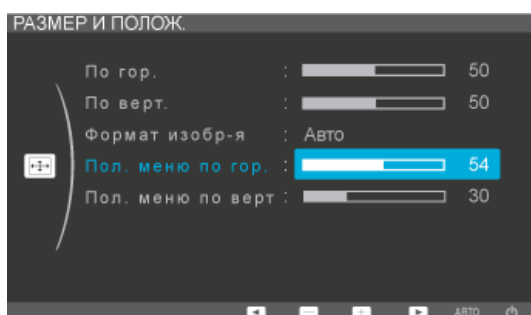 РАЗМЕР И ПОЛОЖ.
По гор. : 50
По верт. : 50
Формат изобр-я : Авто
Пол. меню по гор. : 54
Пол. меню по верт : 30
АВТО